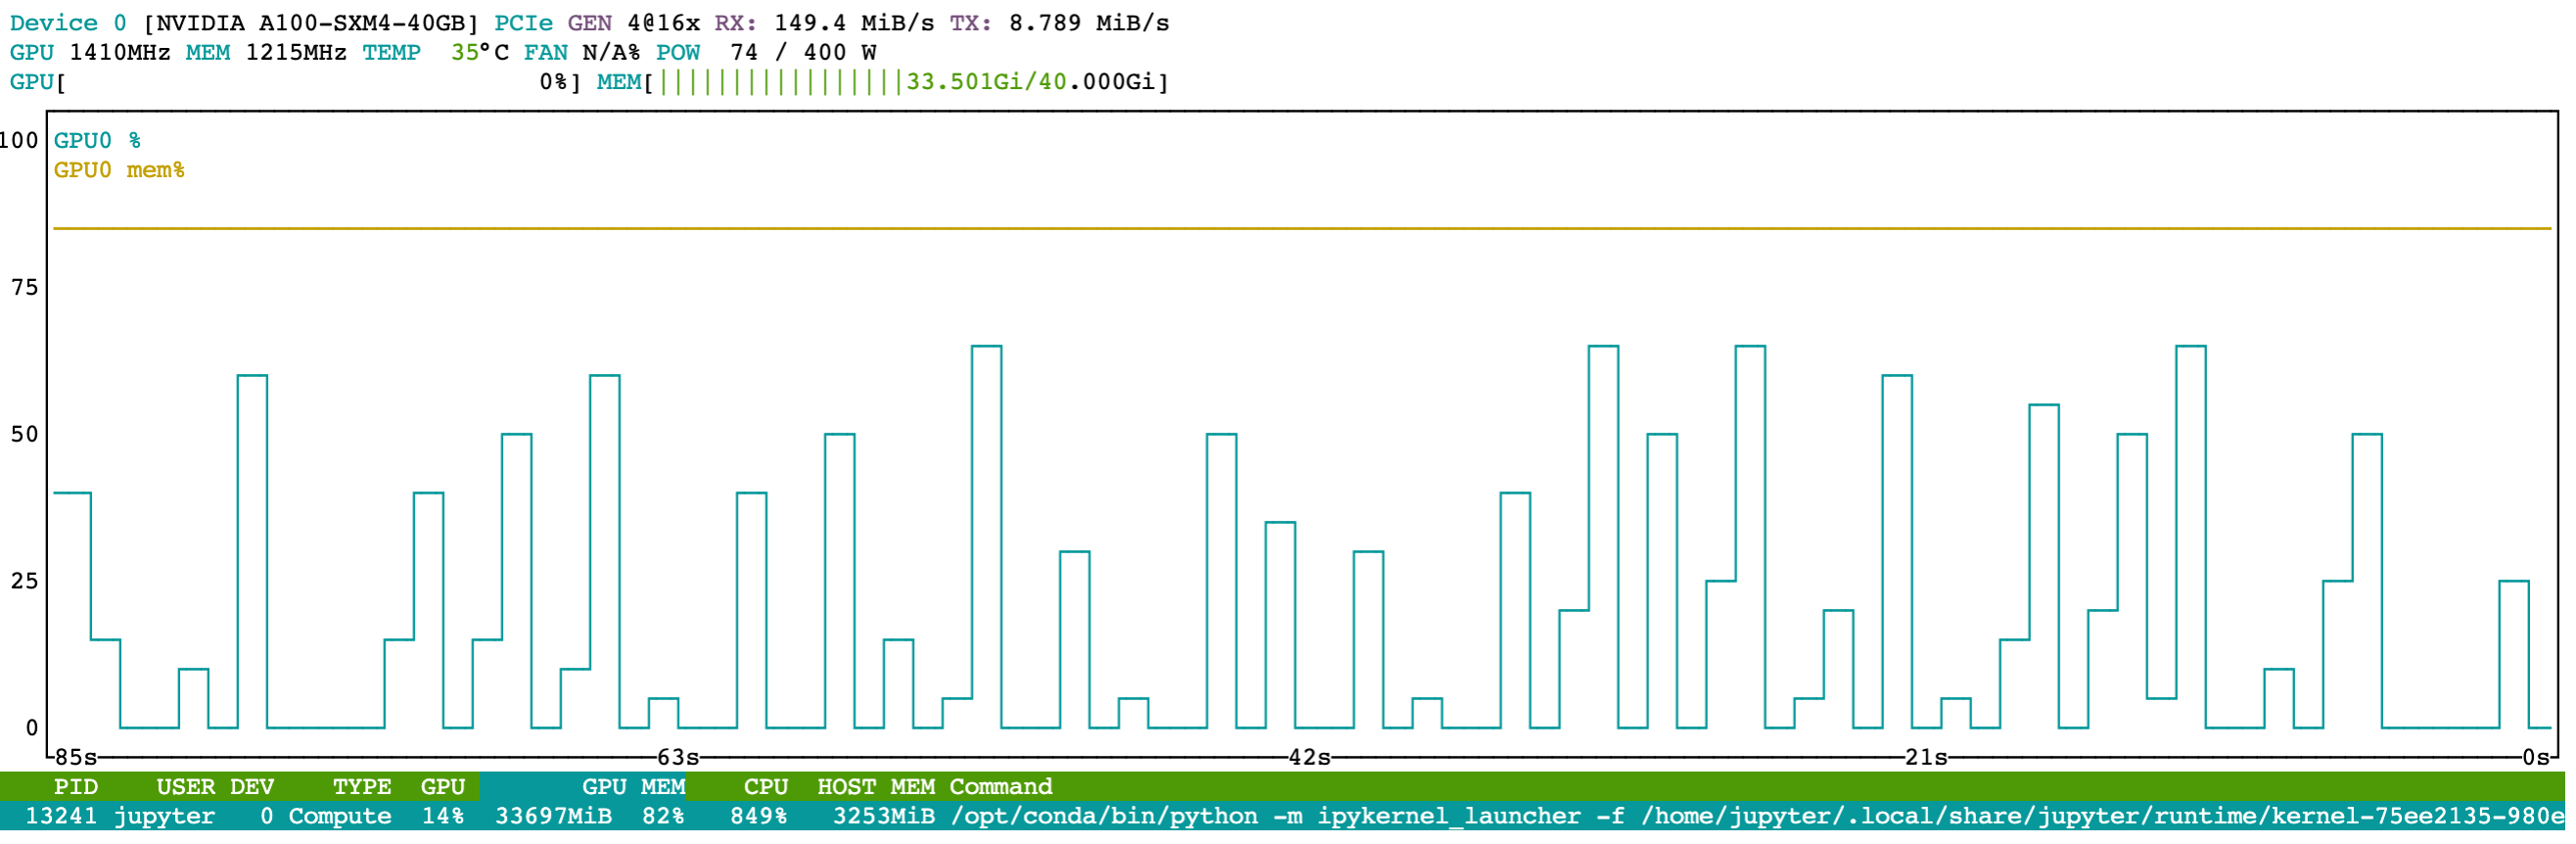 Device 0 [NVIDIA A100-SXM4-40GB] PCIe GEN 4@16x RX: 149.4 MiB/s TX: 8.789 MiB/s
GPU 1410MHz MEM 1215MHz TEMP 35°C FAN N/A% POW 74 / 400 W
GPU[ 0%] MEM[|||||||||||||||||33.501Gi/40.000Gi]
100 GPU0 %
GPU0 mem%
75
50
25
0
85s 63s 42s 21s 0s
PID USER DEV TYPE GPU GPU MEM CPU HOST MEM Command
13241 jupyter 0 Compute 14% 33697MiB 82% 849% 3253MiB /opt/conda/bin/python -m ipykernel_launcher -f /home/jupyter/.local/share/jupyter/runtime/kernel-75ee2135-980e